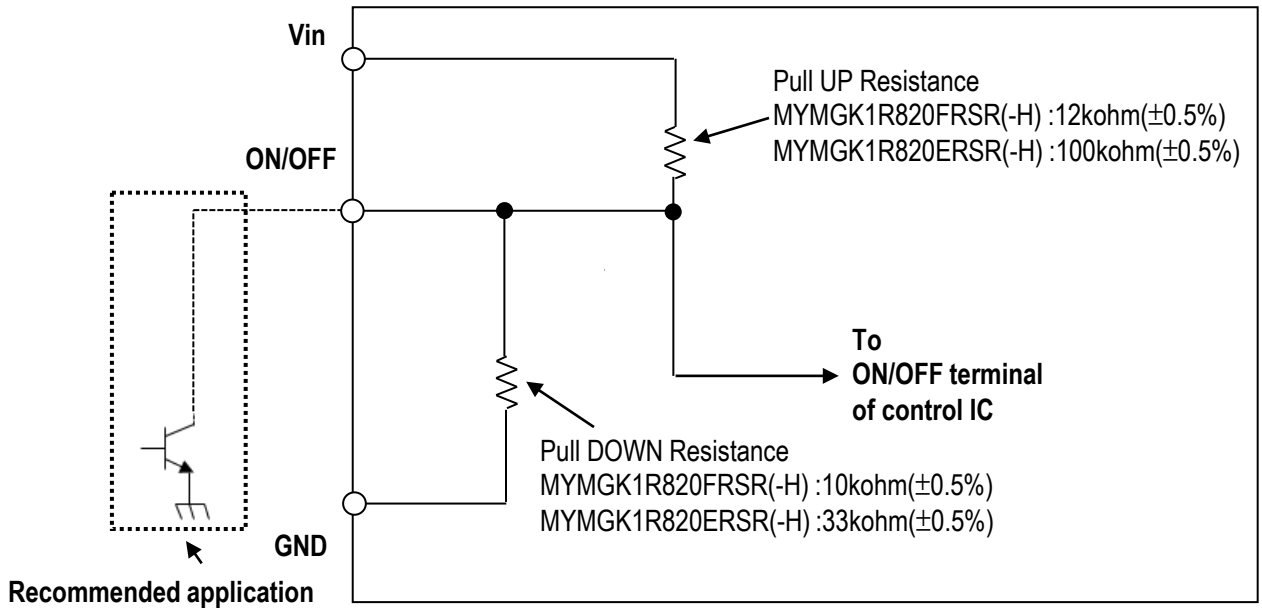 Vin
Pull UP Resistance
MYMGK1R820FRSR(-H) :12kohm(±0.5%)
MYMGK1R820ERSR(-H) :100kohm(±0.5%)
ON/OFF
To
ON/OFF terminal
of control IC
Pull DOWN Resistance
MYMGK1R820FRSR(-H) :10kohm(±0.5%)
MYMGK1R820ERSR(-H) :33kohm(±0.5%)
GND
Recommended application